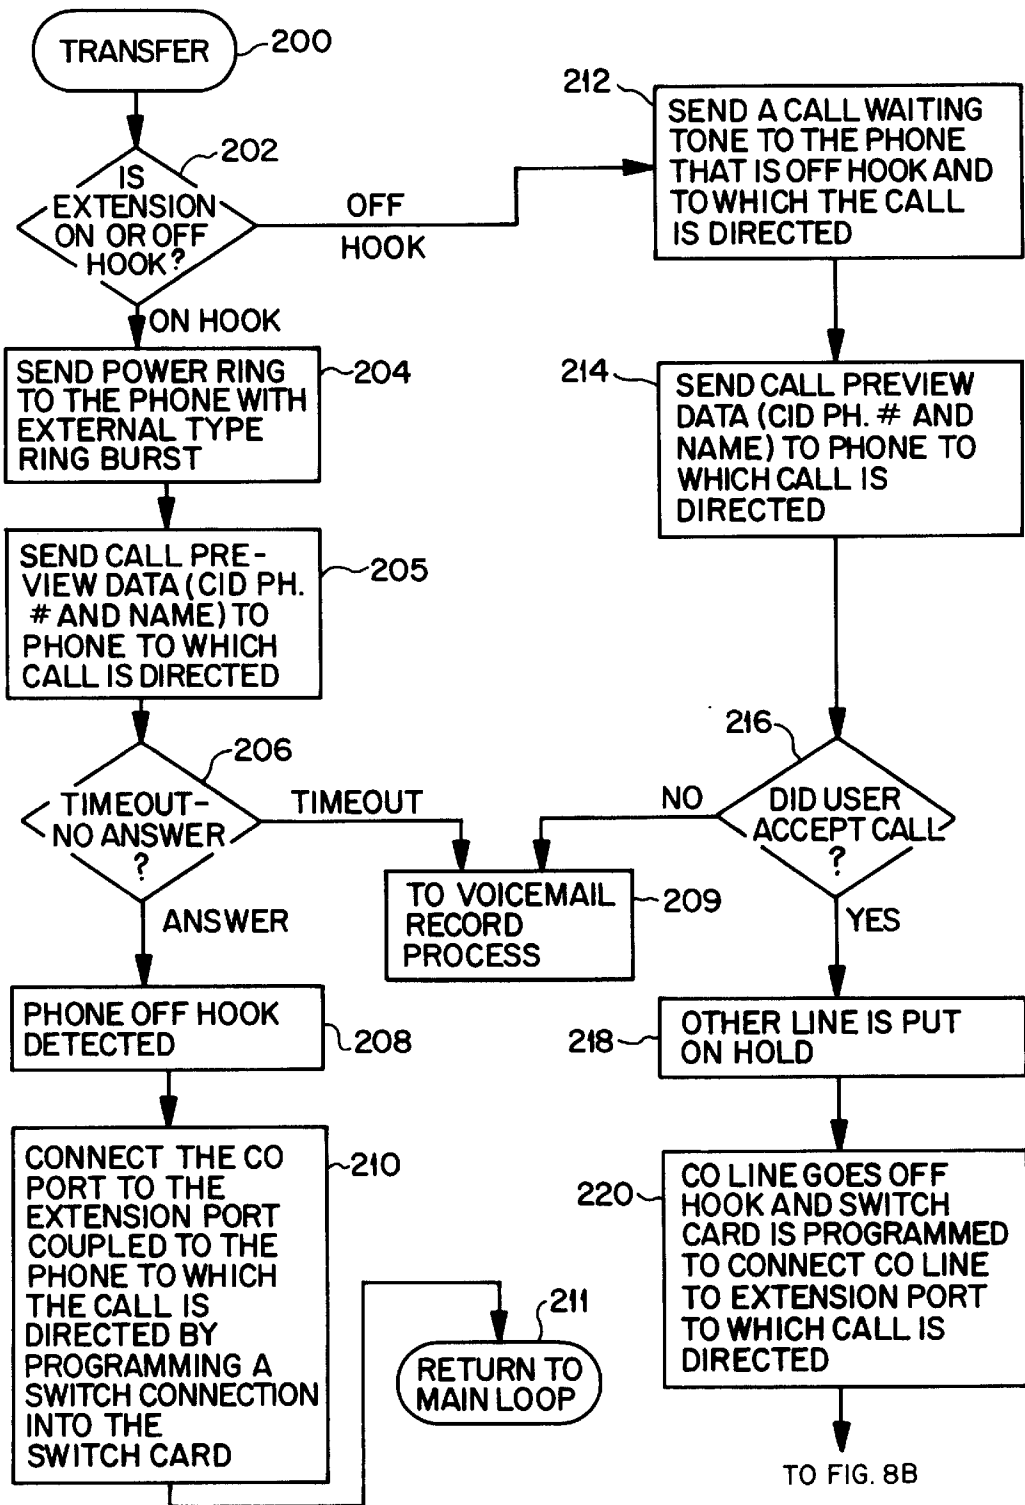 TRANSFER
200
202
IS
EXTENSION
ON OR OFF
HOOK?
OFF
HOOK
ON HOOK
SEND POWER RING
TO THE PHONE WITH
EXTERNAL TYPE
RING BURST
204
SEND CALL PRE-
VIEW DATA (CID PH.
# AND NAME) TO
PHONE TO WHICH
CALL IS DIRECTED
205
206
TIMEOUT-
NO ANSWER
?
TIMEOUT
ANSWER
PHONE OFF HOOK
DETECTED
208
CONNECT THE CO
PORT TO THE
EXTENSION PORT
COUPLED TO THE
PHONE TO WHICH
THE CALL IS
DIRECTED BY
PROGRAMMING A
SWITCH CONNECTION
INTO THE
SWITCH CARD
210
TO VOICEMAIL
RECORD
PROCESS
209
211
RETURN TO
MAIN LOOP
212
SEND A CALL WAITING
TONE TO THE PHONE
THAT IS OFF HOOK AND
TO WHICH THE CALL
IS DIRECTED
214
SEND CALL PREVIEW
DATA (CID PH. # AND
NAME) TO PHONE TO
WHICH CALL IS
DIRECTED
216
DID USER
ACCEPT CALL
?
NO
YES
218
OTHER LINE IS PUT
ON HOLD
220
CO LINE GOES OFF
HOOK AND SWITCH
CARD IS PROGRAMMED
TO CONNECT CO LINE
TO EXTENSION PORT
TO WHICH CALL IS
DIRECTED
TO FIG. 8B